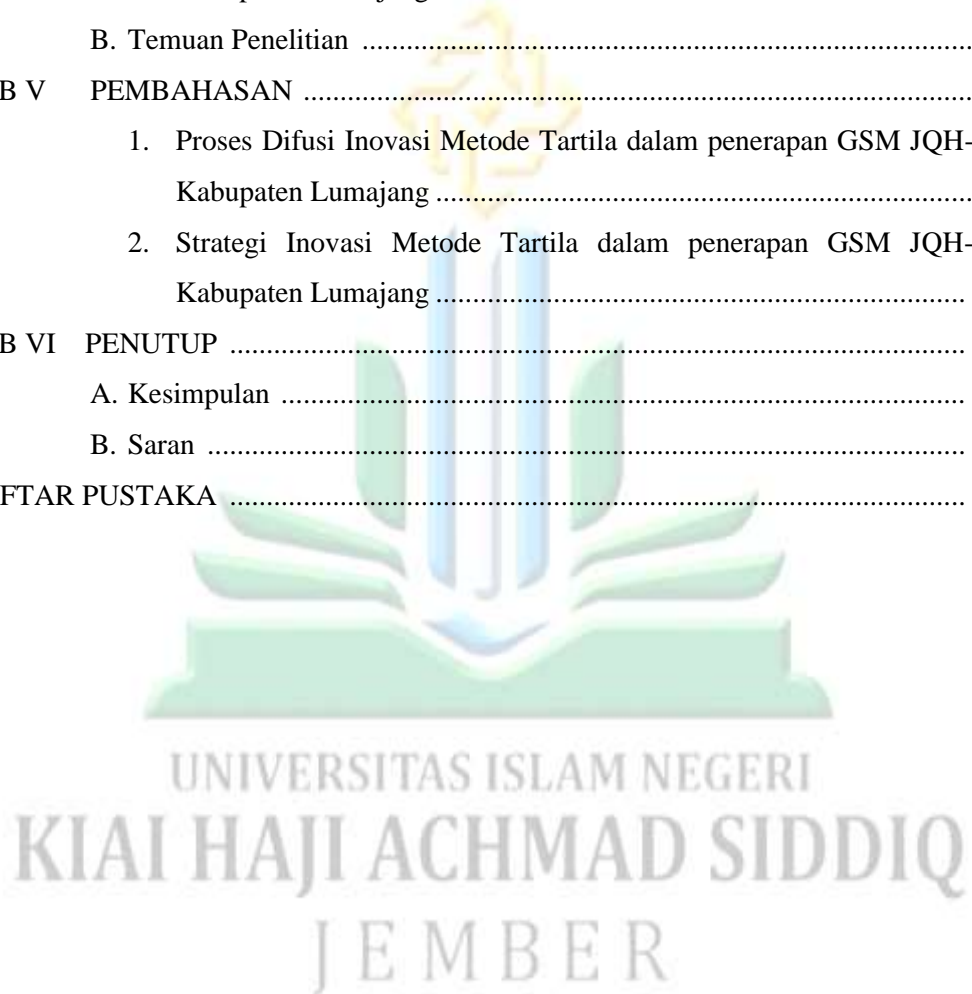 B. Temuan Penelitian ................................................................................
B V PEMBAHASAN ................................................................................
1. Proses Difusi Inovasi Metode Tartila dalam penerapan GSM JQH-
Kabupaten Lumajang ................................................................................
2. Strategi Inovasi Metode Tartila dalam penerapan GSM JQH-
Kabupaten Lumajang ................................................................................
B VI PENUTUP ................................................................................
A. Kesimpulan ................................................................................
B. Saran ................................................................................
FTAR PUSTAKA ................................................................................
UNIVERSITAS ISLAM NEGERI
KIAI HAJI ACHMAD SIDDIQ
JEMBER